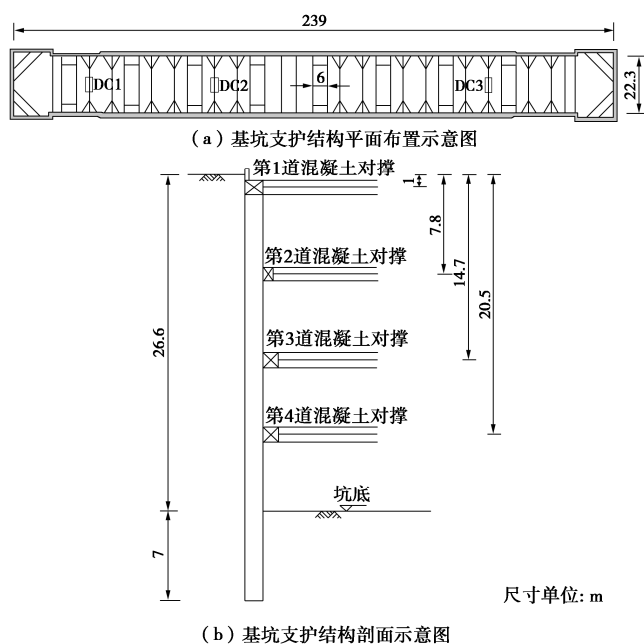 239
DC1
DC2
6
DC3
22.3
(a)基坑支护结构平面布置示意图
第1道混凝土对撑
1
7.8
第2道混凝土对撑
14.7
20.5
26.6
第3道混凝土对撑
第4道混凝土对撑
坑底
7
尺寸单位: m
(b)基坑支护结构剖面示意图